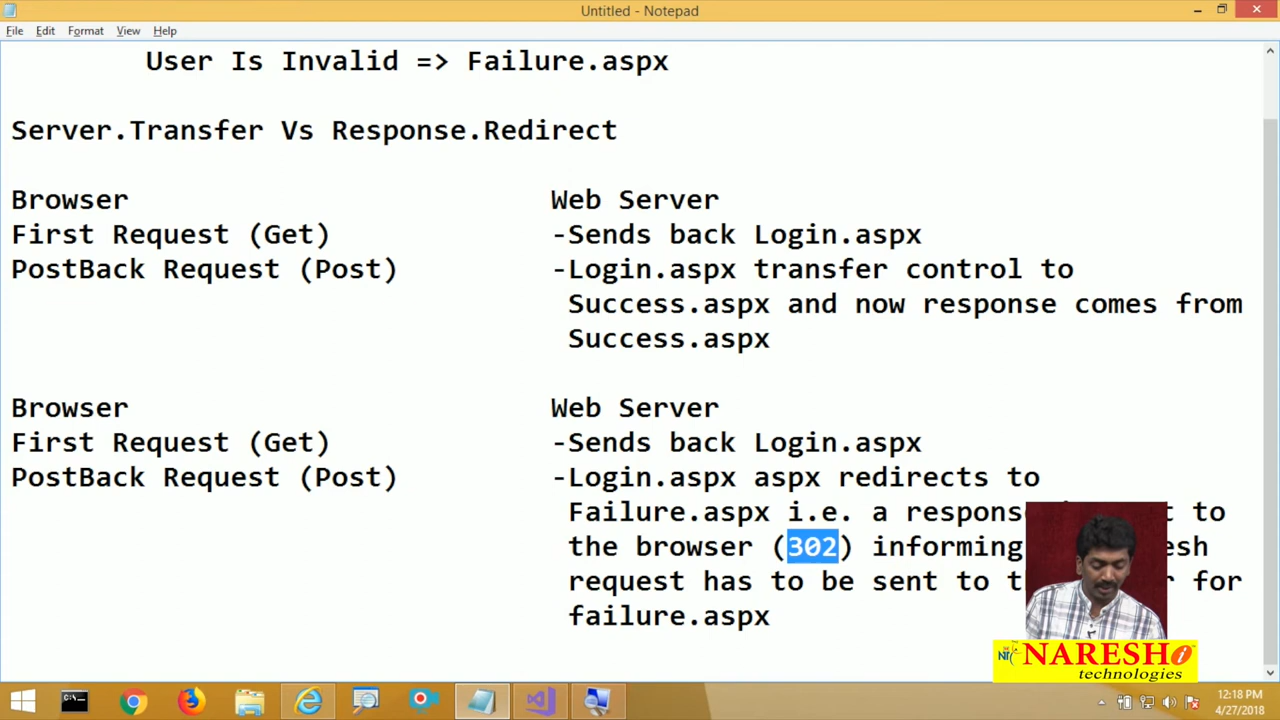 Untitled - Notepad
File Edit Format View Help
User Is Invalid => Failure.aspx
Server.Transfer Vs Response.Redirect
Browser Web Server
First Request (Get) -Sends back Login.aspx
PostBack Request (Post) -Login.aspx transfer control to
Success.aspx and now response comes from
Success.aspx
Browser Web Server
First Request (Get) -Sends back Login.aspx
PostBack Request (Post) -Login.aspx aspx redirects to
Failure.aspx i.e. a respons to
the browser (302) informing esh
request has to be sent to t r for
failure.aspx
NARESH i
technologies
12:18 PM
4/27/2018